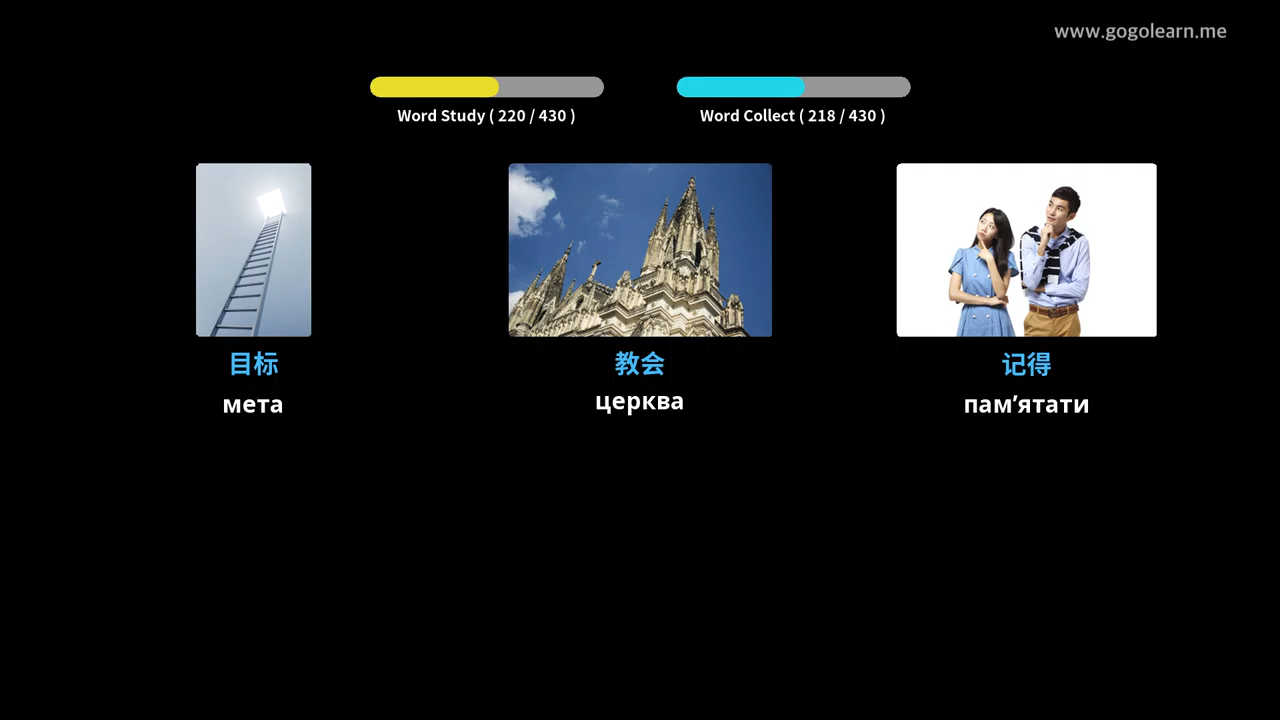 www.gogolearn.me
Word Study ( 220 / 430 )
Word Collect ( 218 / 430 )
目标
教会
记得
мета
церква
пам’ятати